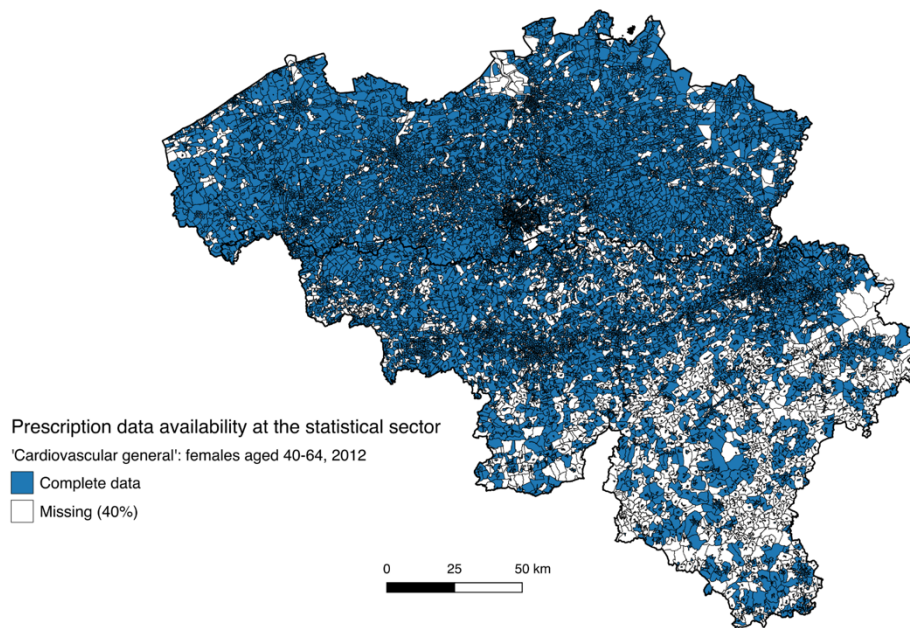 Prescription data availability at the statistical sector
'Cardiovascular general': females aged 40-64, 2012
Complete data
Missing (40%)
0 25 50 km